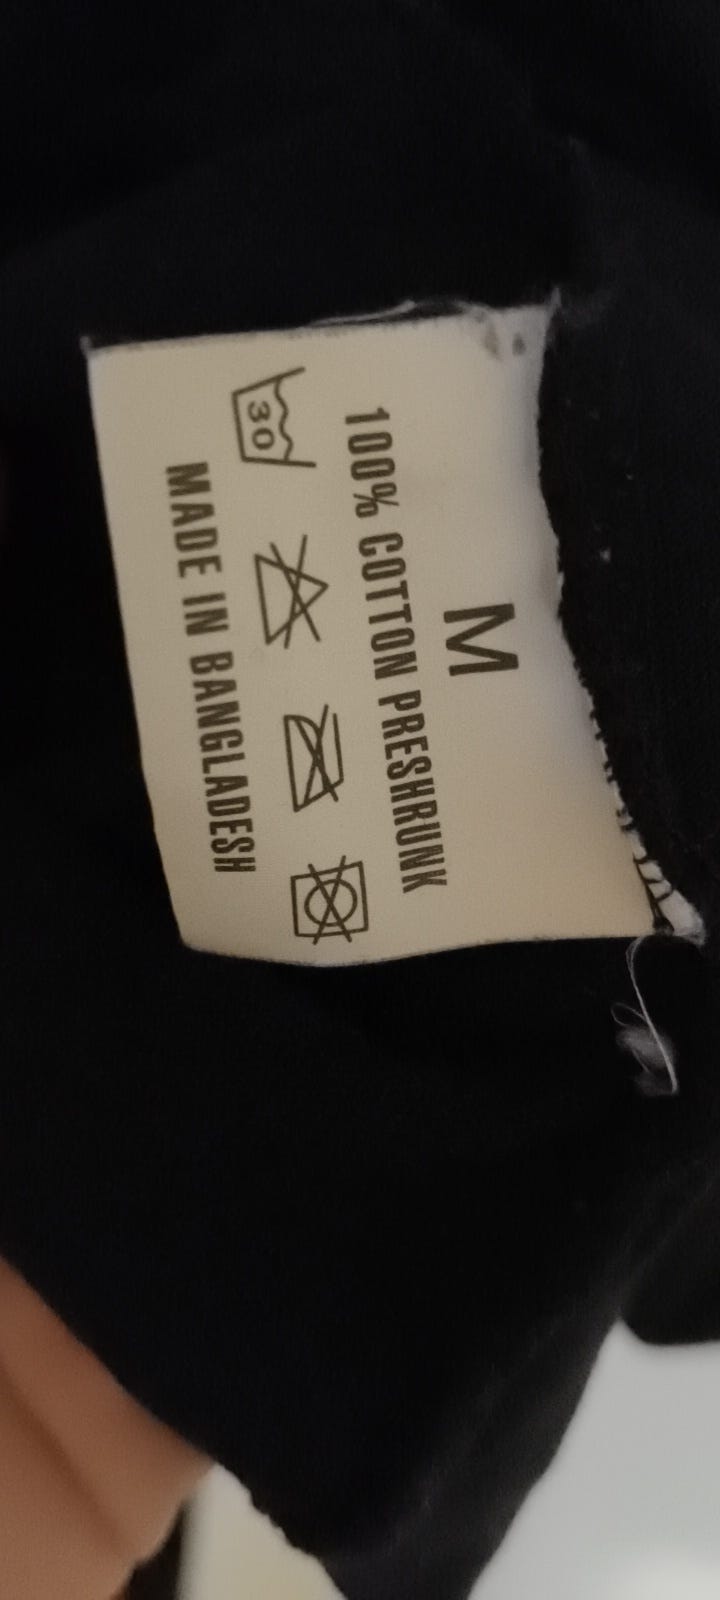 M
100% COTTON PRESHRUNK
30
MADE IN BANGLADESH